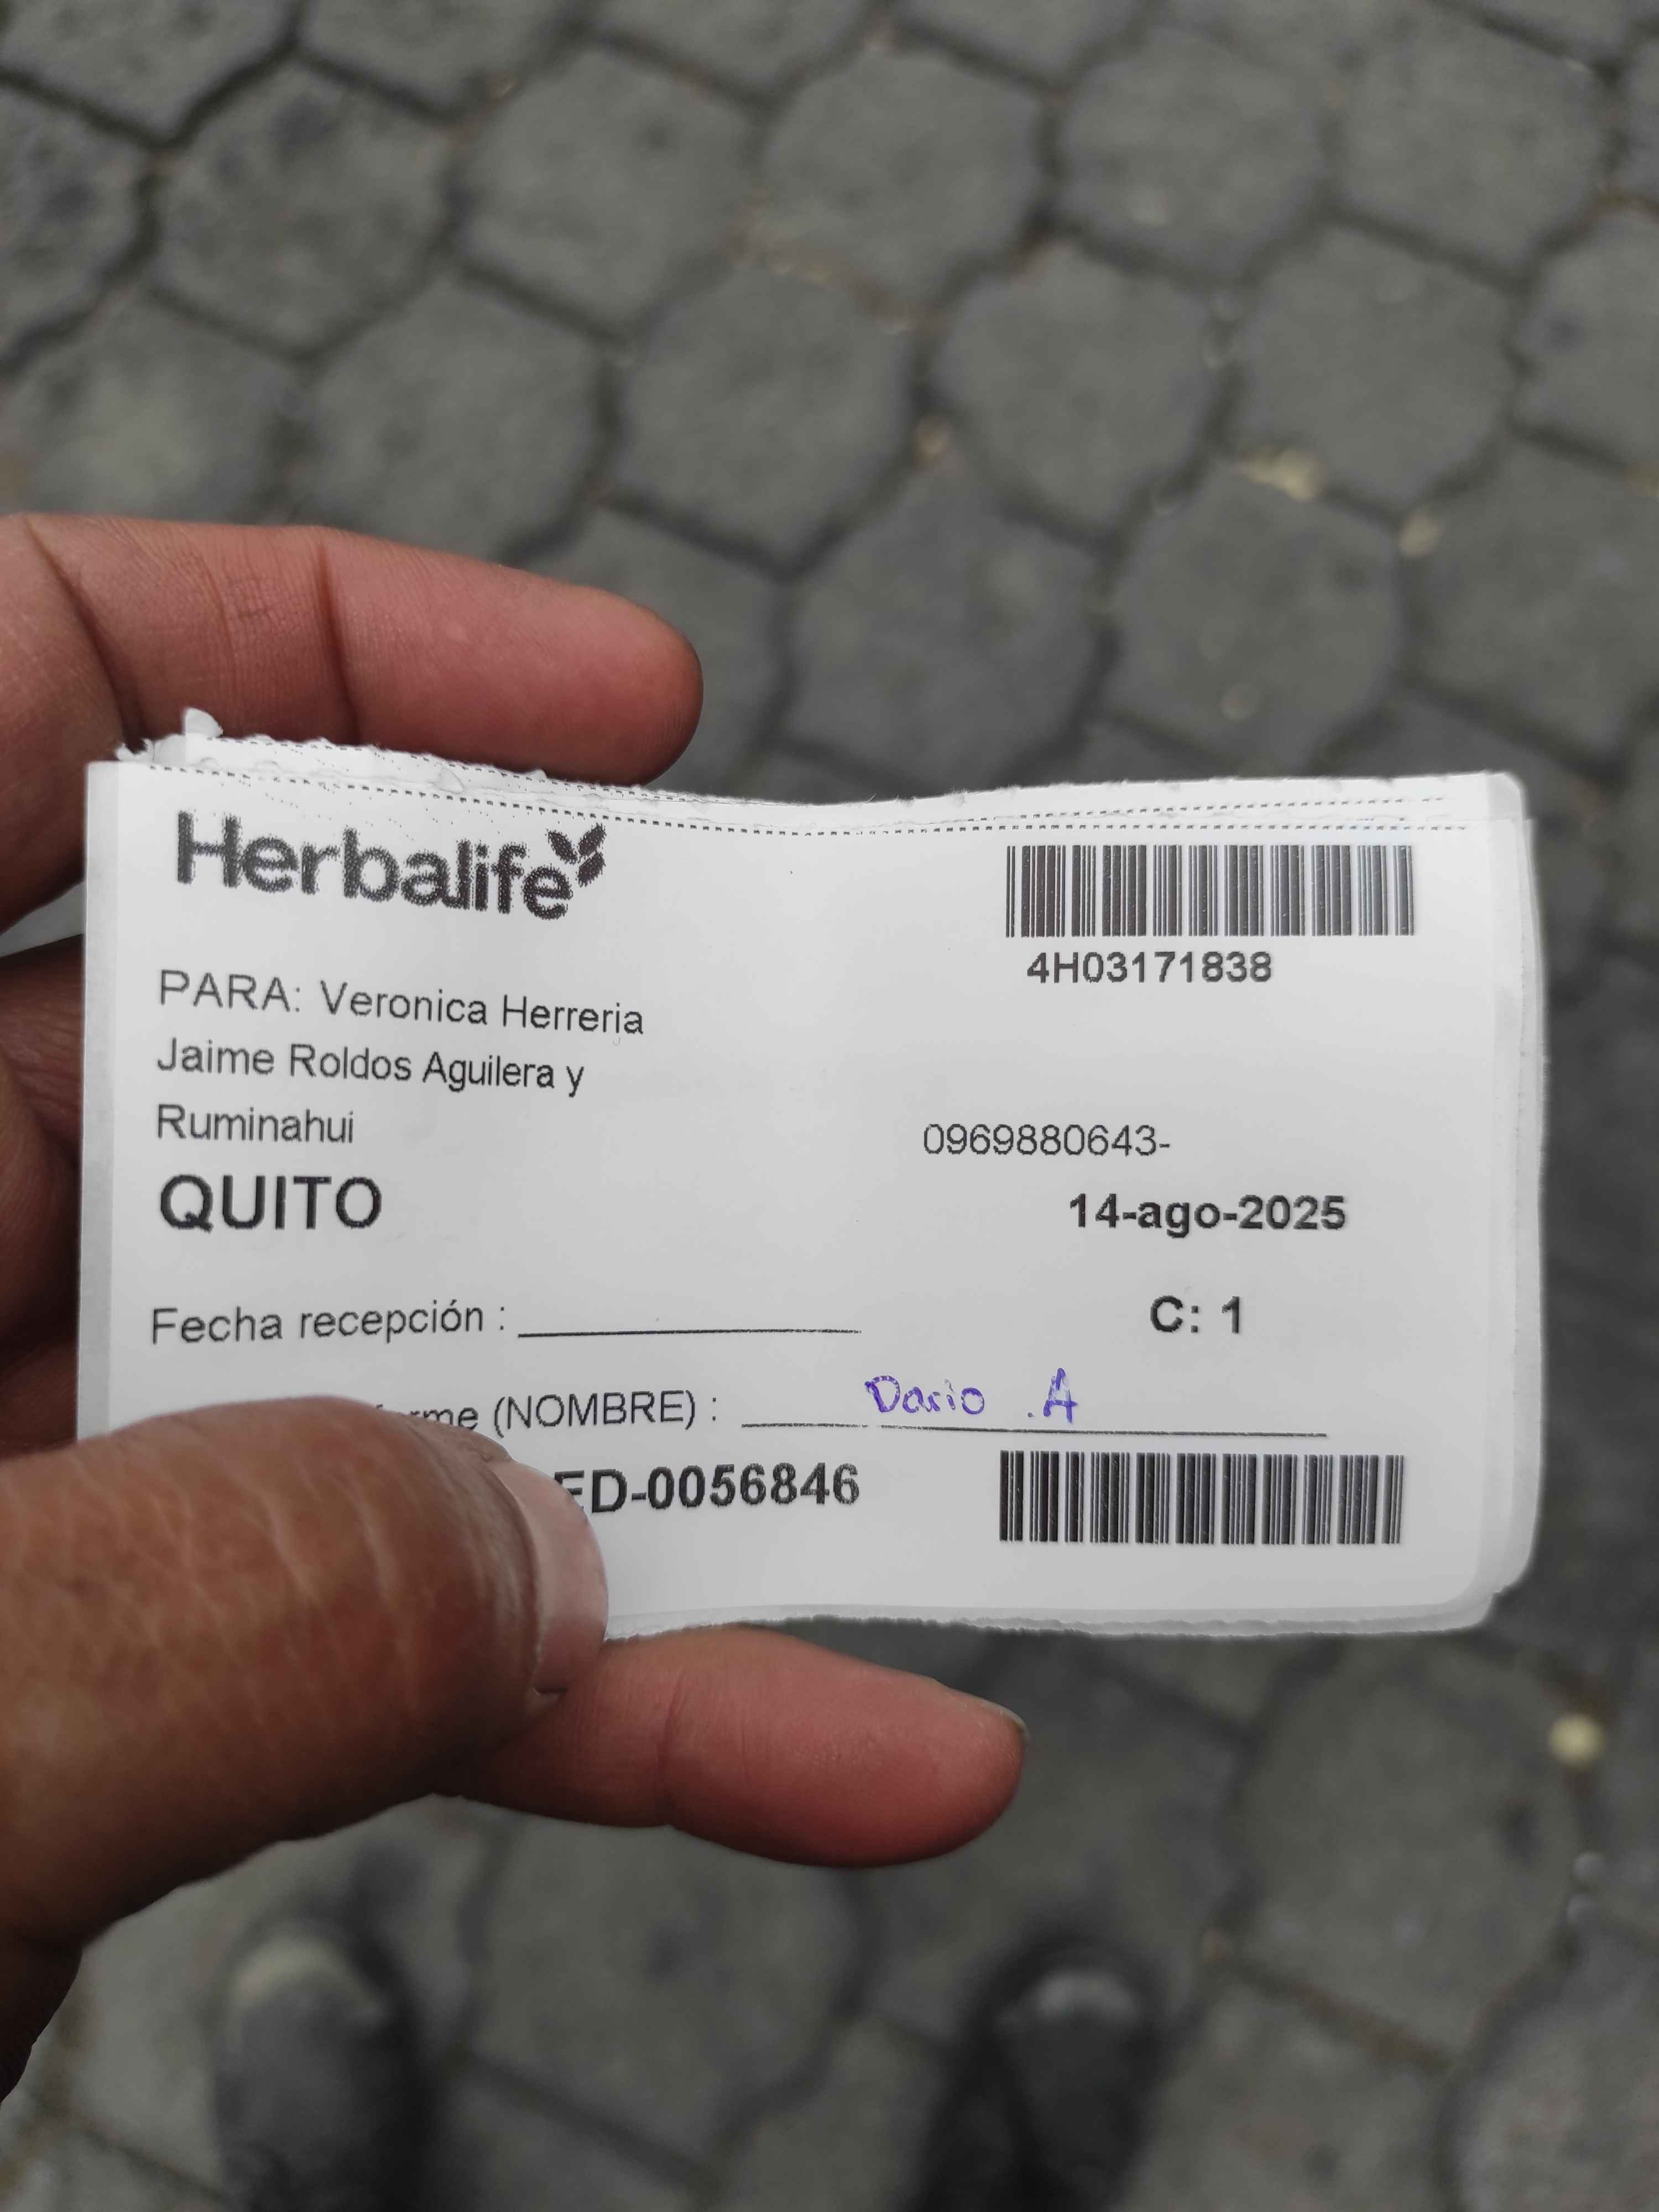 Herbalife
4H03171838
PARA: Veronica Herreria
Jaime Roldos Aguilera y
Ruminahui
0969880643-
QUITO
14-ago-2025
Fecha recepción :
C: 1
(NOMBRE) : Dario .A
ED-0056846